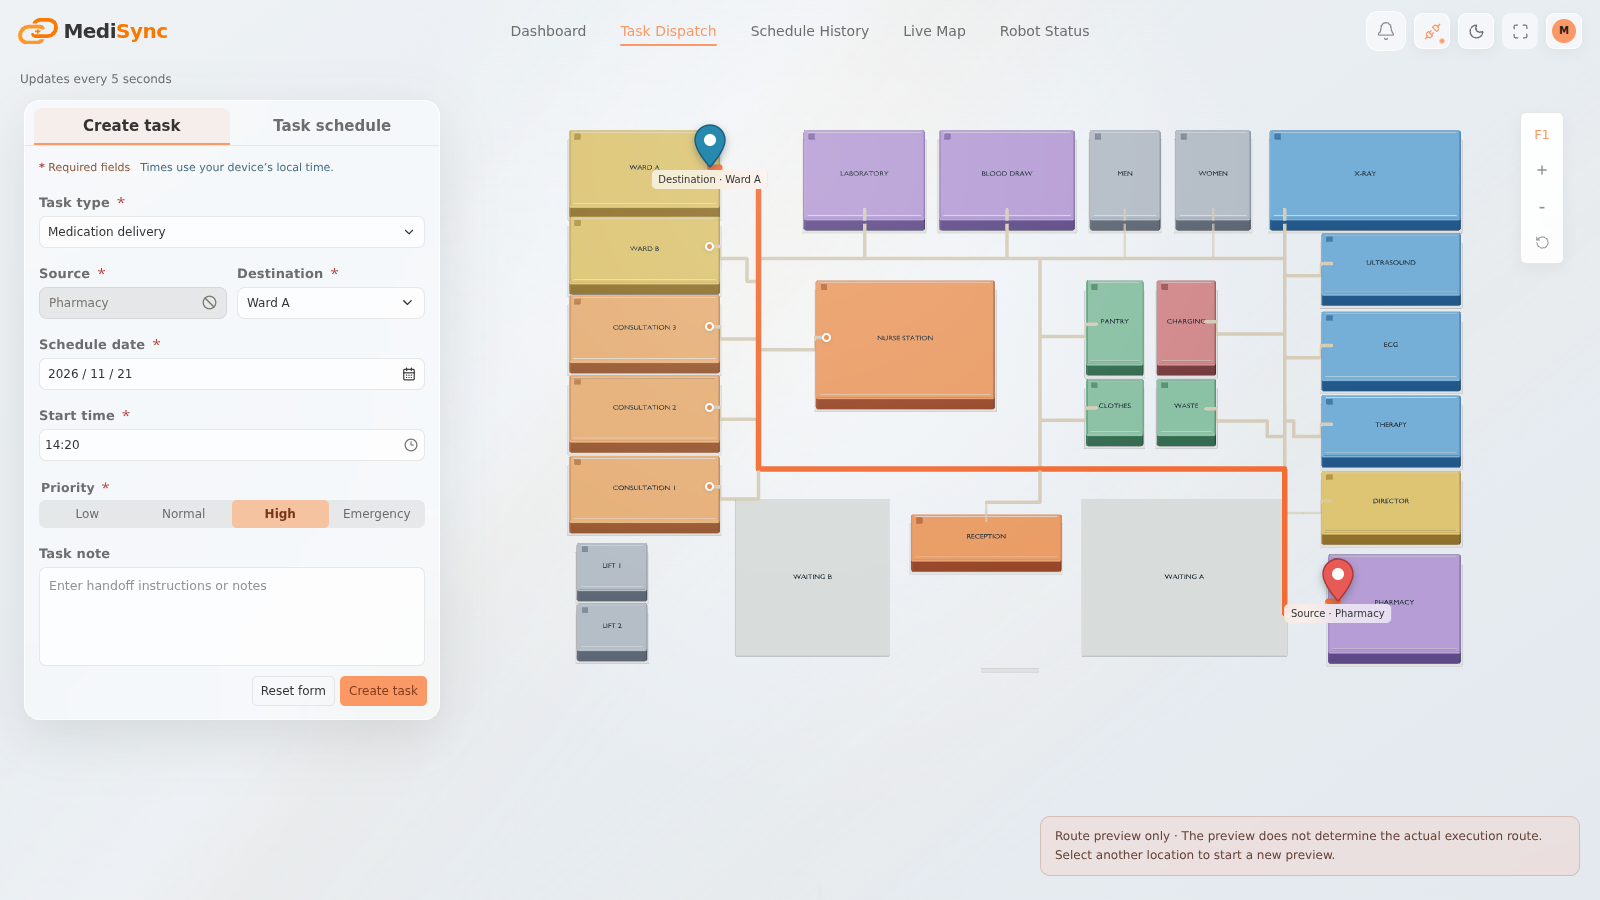 MediSync
Dashboard
Task Dispatch
Schedule History
Live Map
Robot Status
M
Updates every 5 seconds
Create task
Task schedule
* Required fields
Times use your device’s local time.
Task type *
Medication delivery
Source *
Destination *
Pharmacy
Ward A
Schedule date *
2026 / 11 / 21
Start time *
14:20
Priority *
Low
Normal
High
Emergency
Task note
Enter handoff instructions or notes
Reset form
Create task
WARD A
Destination · Ward A
LABORATORY
BLOOD DRAW
MEN
WOMEN
X-RAY
F1
+
-
WARD B
ULTRASOUND
CONSULTATION 3
NURSE STATION
PANTRY
CHARGING
ECG
CONSULTATION 2
CLOTHES
WASTE
THERAPY
CONSULTATION 1
DIRECTOR
LIFT 1
RECEPTION
WAITING B
WAITING A
PHARMACY
Source · Pharmacy
LIFT 2
Route preview only · The preview does not determine the actual execution route.
Select another location to start a new preview.